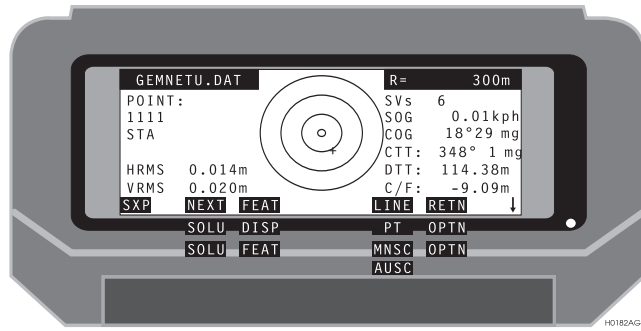 GEMNETU.DAT R= 300m
POINT: SVs 6
1111 SOG 0.01kph
STA COG 18°29 mg
CTT: 348° 1 mg
HRMS 0.014m DTT: 114.38m
VRMS 0.020m C/F: -9.09m
SXP NEXT FEAT LINE RETN ↓
SOLU DISP PT OPTN
SOLU FEAT MNSC OPTN
AUSC
H0182AG